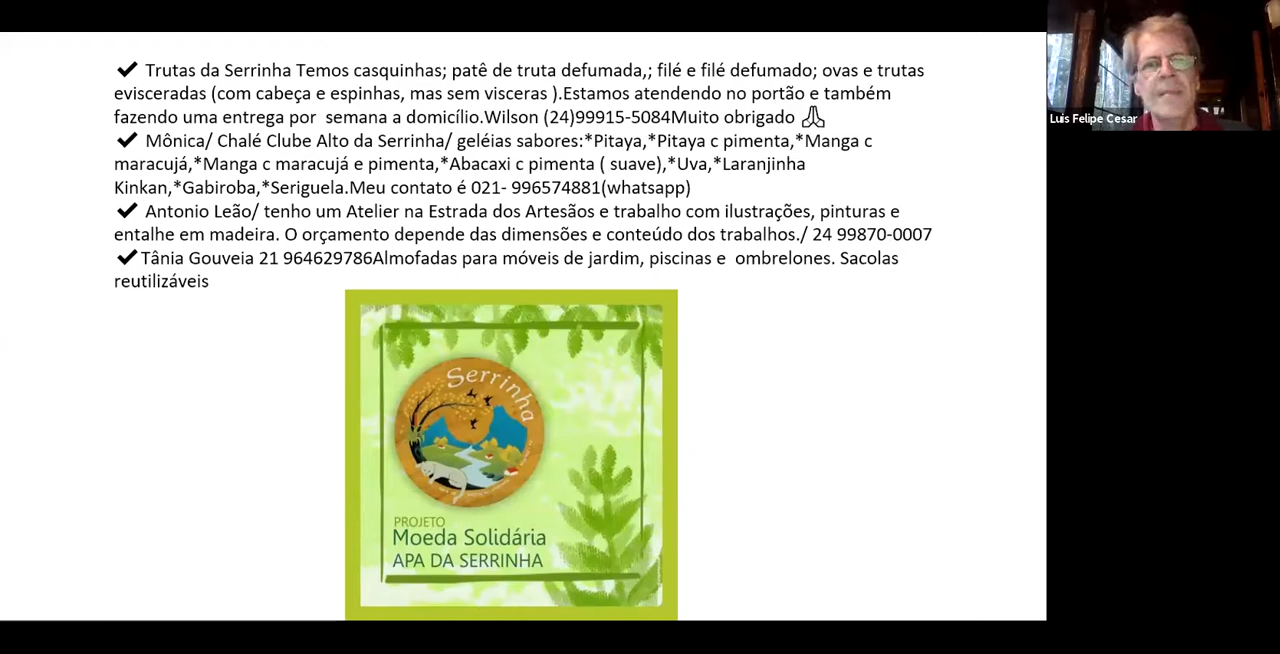 ✔ Trutas da Serrinha Temos casquinhas; patê de truta defumada,; filé e filé defumado; ovas e trutas
evisceradas (com cabeça e espinhas, mas sem visceras ).Estamos atendendo no portão e também
fazendo uma entrega por  semana a domicílio.Wilson (24)99915-5084Muito obrigado 🙏
✔ Mônica/ Chalé Clube Alto da Serrinha/ geléias sabores:*Pitaya,*Pitaya c pimenta,*Manga c
maracujá,*Manga c maracujá e pimenta,*Abacaxi c pimenta ( suave),*Uva,*Laranjinha
Kinkan,*Gabiroba,*Seriguela.Meu contato é 021- 996574881(whatsapp)
✔ Antonio Leão/ tenho um Atelier na Estrada dos Artesãos e trabalho com ilustrações, pinturas e
entalhe em madeira. O orçamento depende das dimensões e conteúdo dos trabalhos./ 24 99870-0007
✔Tânia Gouveia 21 964629786Almofadas para móveis de jardim, piscinas e  ombrelones. Sacolas
reutilizáveis
Serrinha
PROJETO
Moeda Solidária
APA DA SERRINHA
Luis Felipe Cesar